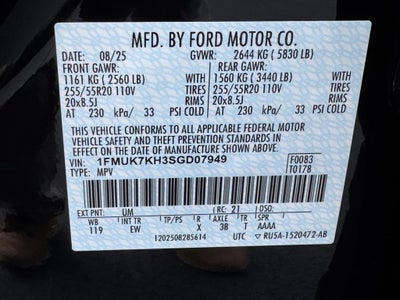 MFD. BY FORD MOTOR CO.
DATE: 08/25 GVWR: 2644 KG ( 5830 LB)
FRONT GAWR: REAR GAWR:
1161 KG ( 2560 LB) WITH 1560 KG ( 3440 LB) WITH
255/55R20 110V TIRES 255/55R20 110V TIRES
20x8.5J RIMS 20x8.5J RIMS
AT 230 kPa/ 33 PSI COLD AT 230 kPa/ 33 PSI COLD
THIS VEHICLE CONFORMS TO ALL APPLICABLE FEDERAL MOTOR
VEHICLE SAFETY AND THEFT PREVENTION STANDARDS IN
EFFECT ON THE DATE OF MANUFACTURE SHOWN ABOVE.
VIN: 1FMUK7KH3SGD07949 F0083
TYPE: MPV T0178
EXT PNT: UM RC: 21 DSO:
WB BRK INT TR TP/PS R AXLE TR SPR
119 EW X 3B T AAAA
1202508285614 UTC RU5A-1520472-AB